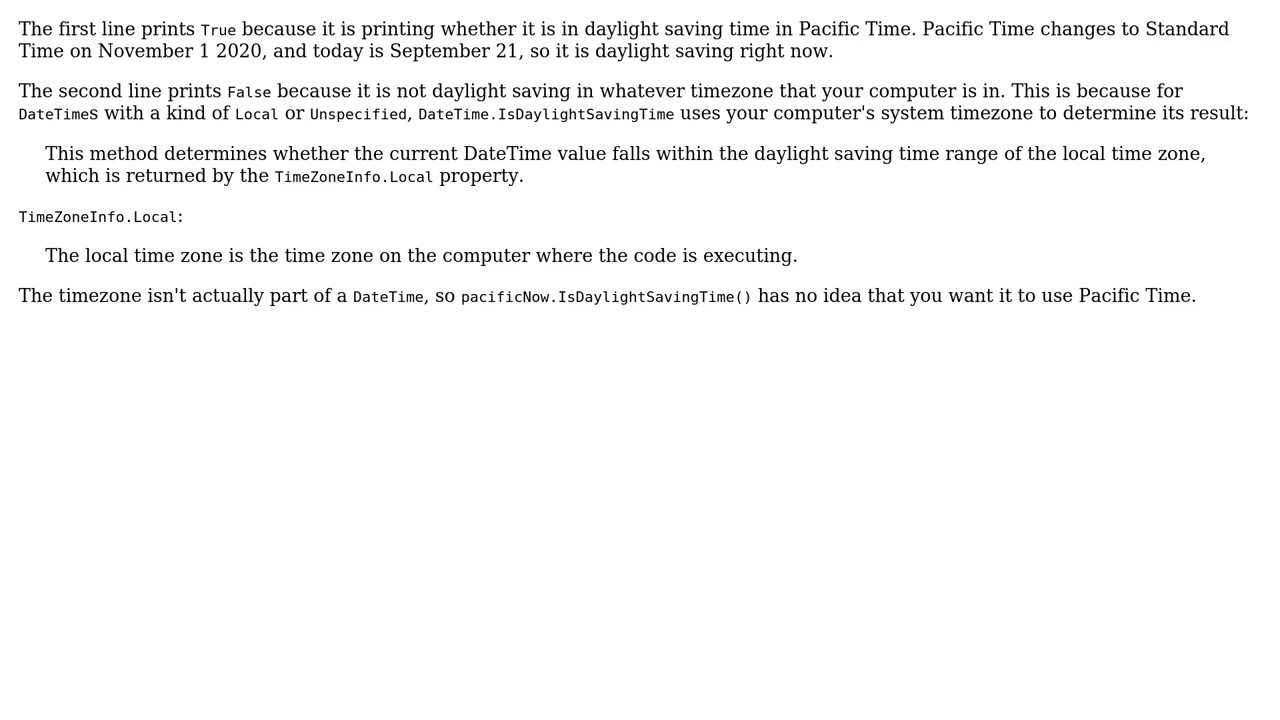 The first line prints True because it is printing whether it is in daylight saving time in Pacific Time. Pacific Time changes to Standard
Time on November 1 2020, and today is September 21, so it is daylight saving right now.
The second line prints False because it is not daylight saving in whatever timezone that your computer is in. This is because for
DateTimes with a kind of Local or Unspecified, DateTime.IsDaylightSavingTime uses your computer's system timezone to determine its result:
This method determines whether the current DateTime value falls within the daylight saving time range of the local time zone,
which is returned by the TimeZoneInfo.Local property.
TimeZoneInfo.Local:
The local time zone is the time zone on the computer where the code is executing.
The timezone isn't actually part of a DateTime, so pacificNow.IsDaylightSavingTime() has no idea that you want it to use Pacific Time.